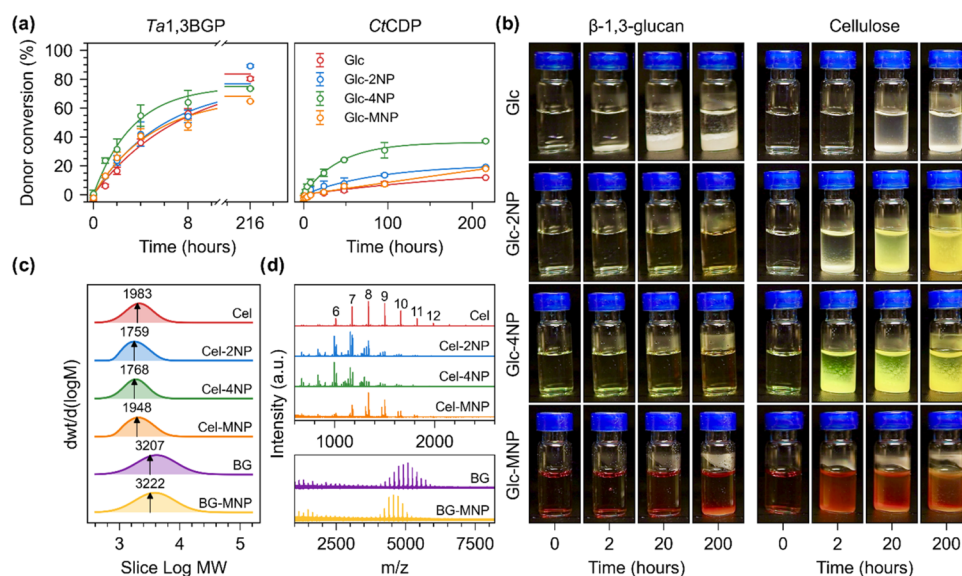 (a)
Ta1,3BGP
CtCDP
Donor conversion (%)
100
80
60
40
20
0
Glc
Glc-2NP
Glc-4NP
Glc-MNP
0
8
216
0
100
200
Time (hours)
Time (hours)
(b)
β-1,3-glucan
Cellulose
Glc
Glc-2NP
Glc-4NP
Glc-MNP
0
2
20
200
0
2
20
200
Time (hours)
Time (hours)
(c)
dwt/d(logM)
1983
Cel
1759
Cel-2NP
1768
Cel-4NP
1948
Cel-MNP
3207
BG
3222
BG-MNP
3
4
5
Slice Log MW
(d)
Intensity (a.u.)
6
7
8
9
10
11
12
Cel
Cel-2NP
Cel-4NP
Cel-MNP
1000
2000
BG
BG-MNP
2500
5000
7500
m/z